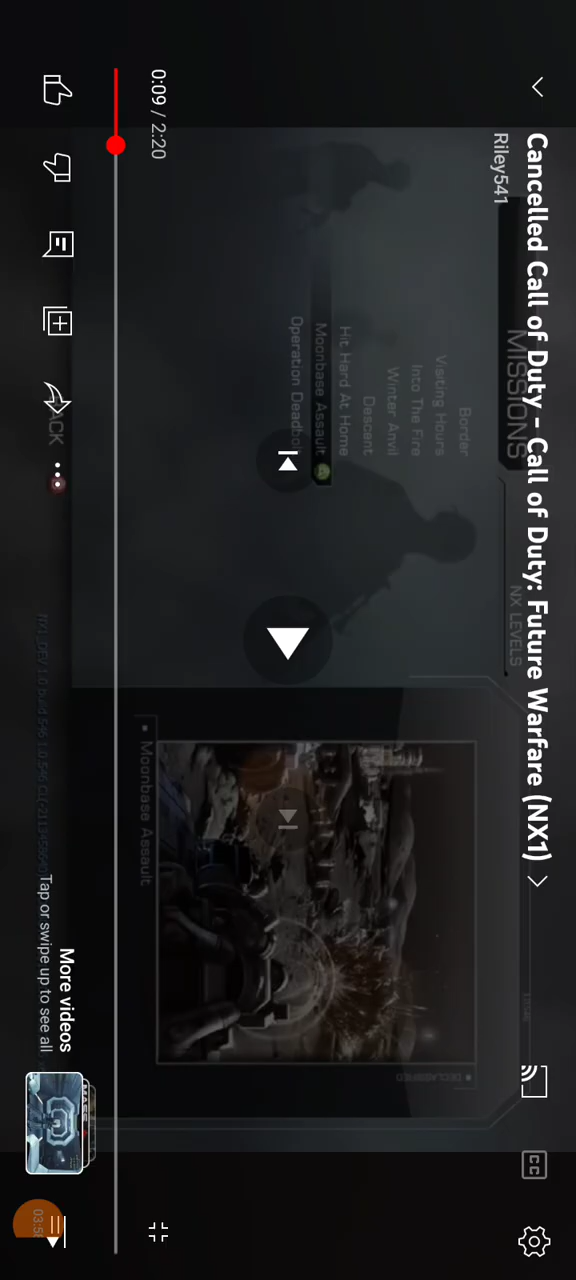 Cancelled Call of Duty - Call of Duty: Future Warfare (NX1)
Riley541
CC
MISSIONS
NX LEVELS
Border
Visiting Hours
Into The Fire
Winter Anvil
Descent
Hit Hard At Home
Moonbase Assault
DECLASSIFIED
Moonbase Assault
0:09 / 2:20
More videos
Tap or swipe up to see all